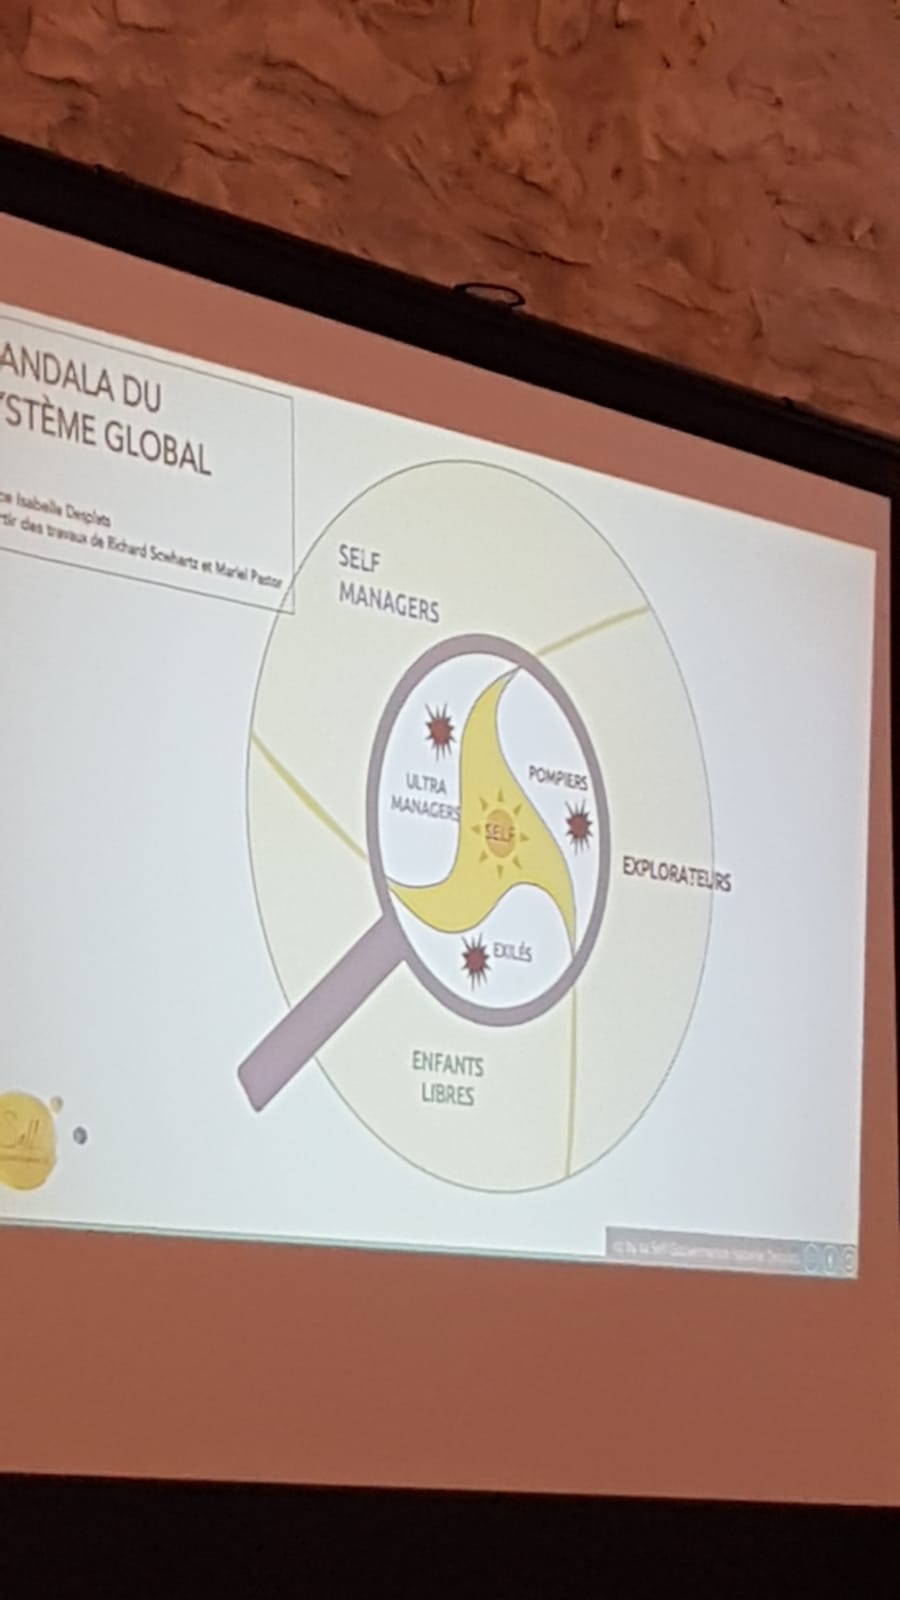 ANDALA DU
YSTÈME GLOBAL
ce Isabelle Desplats
rtir des travaux de Richard Scwhartz et Mariel Pastor
SELF
MANAGERS
ULTRA
MANAGERS
POMPIERS
SELF
EXPLORATEURS
EXILÉS
ENFANTS
LIBRES
Self